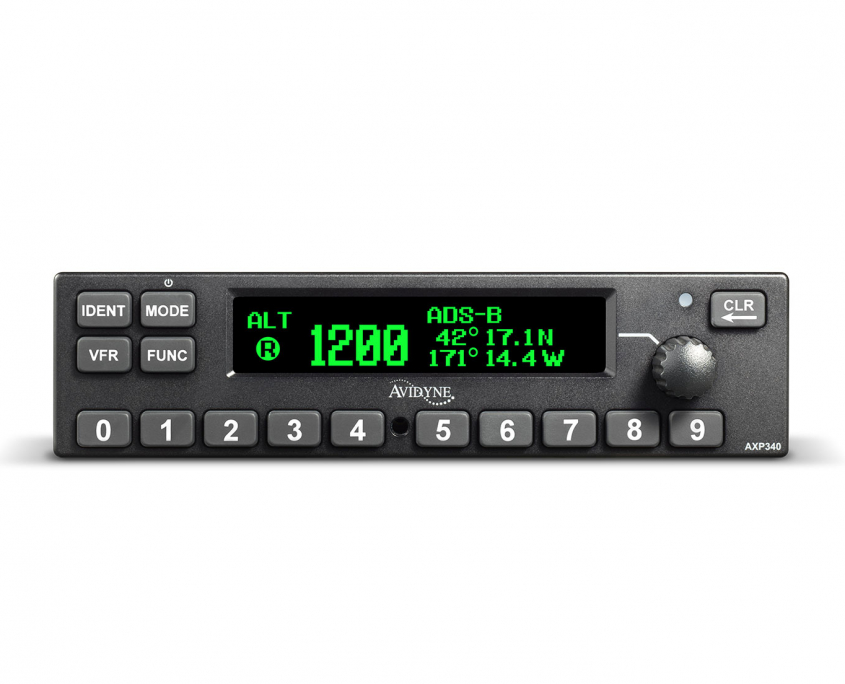 IDENT MODE
VFR FUNC
ALT
R
1200
ADS-B
42° 17.1N
171° 14.4W
CLR
AVIDYNE
0 1 2 3 4 5 6 7 8 9
AXP340